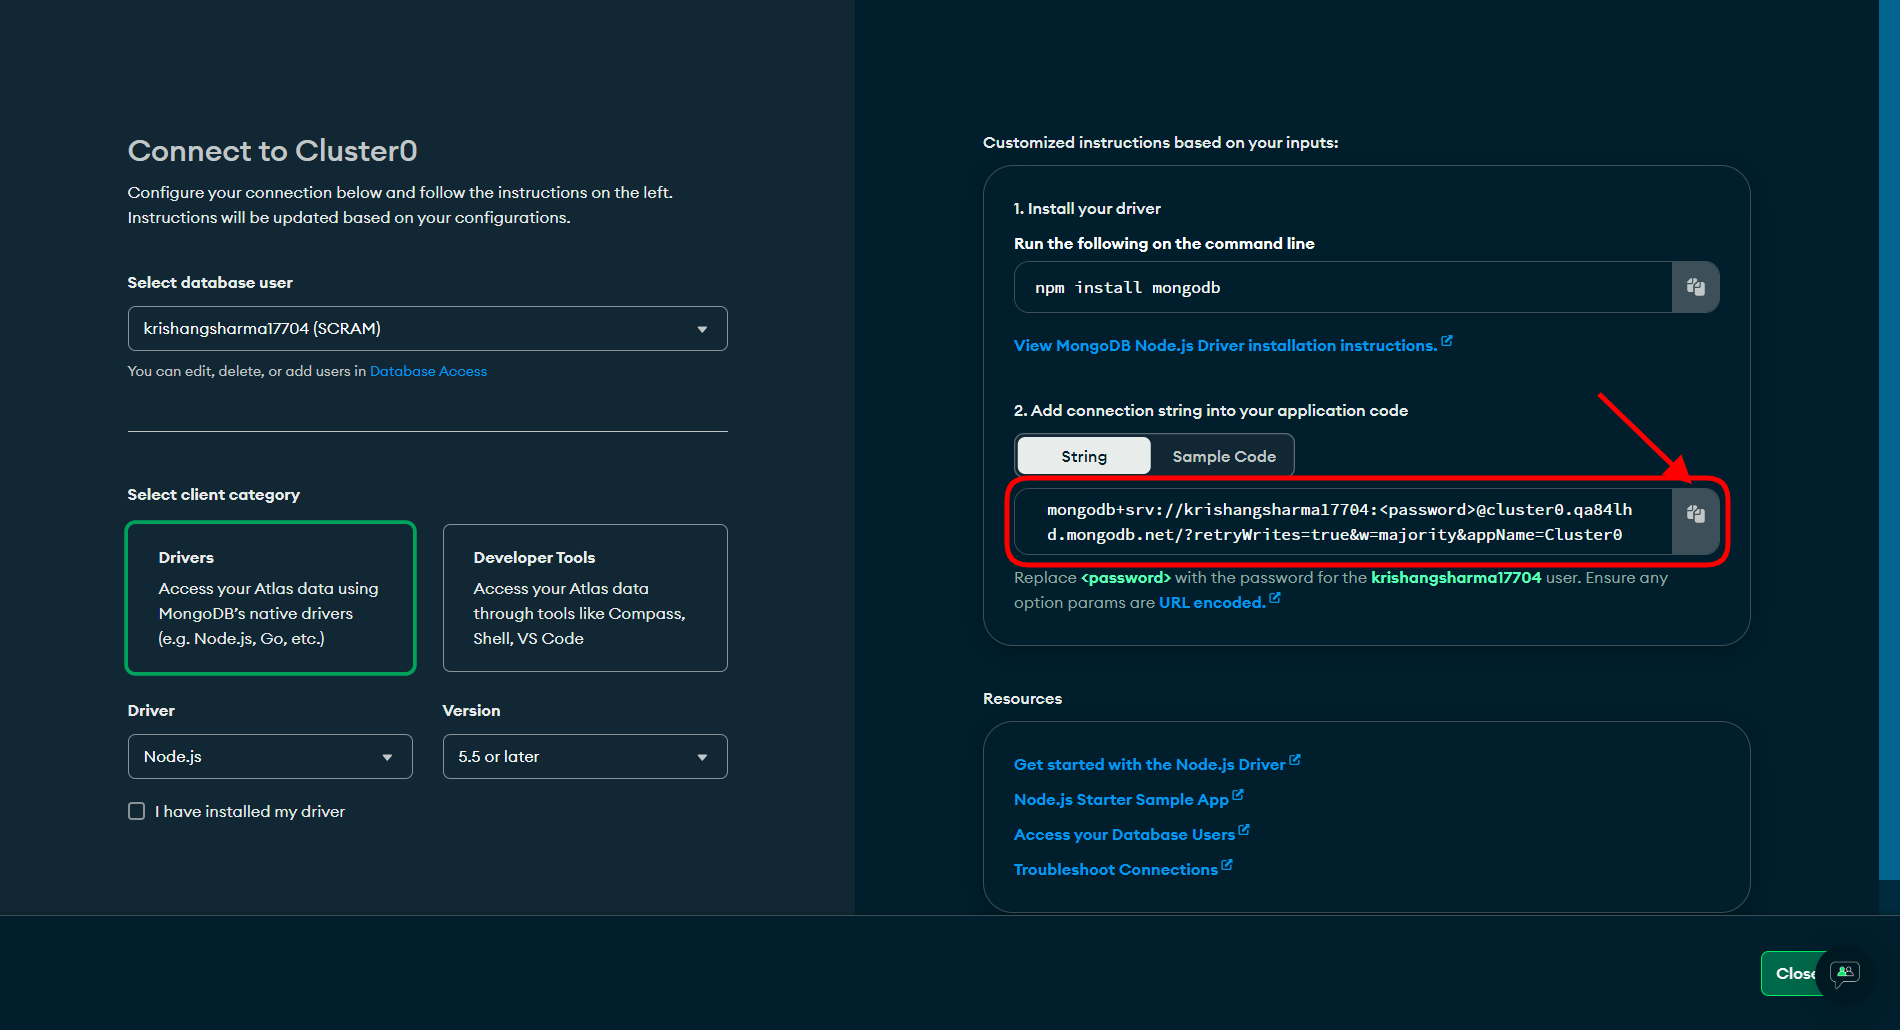 Connect to Cluster0
Configure your connection below and follow the instructions on the left.
Instructions will be updated based on your configurations.
Select database user
krishangsharma17704 (SCRAM)
You can edit, delete, or add users in Database Access
Select client category
Drivers
Access your Atlas data using
MongoDB's native drivers
(e.g. Node.js, Go, etc.)
Developer Tools
Access your Atlas data
through tools like Compass,
Shell, VS Code
Driver
Version
Node.js
5.5 or later
I have installed my driver
Customized instructions based on your inputs:
1. Install your driver
Run the following on the command line
npm install mongodb
View MongoDB Node.js Driver installation instructions.
2. Add connection string into your application code
String
Sample Code
mongodb+srv://krishangsharma17704:<password>@cluster0.qa84lh
d.mongodb.net/?retryWrites=true&w=majority&appName=Cluster0
Replace <password> with the password for the krishangsharma17704 user. Ensure any
option params are URL encoded.
Resources
Get started with the Node.js Driver
Node.js Starter Sample App
Access your Database Users
Troubleshoot Connections
Close